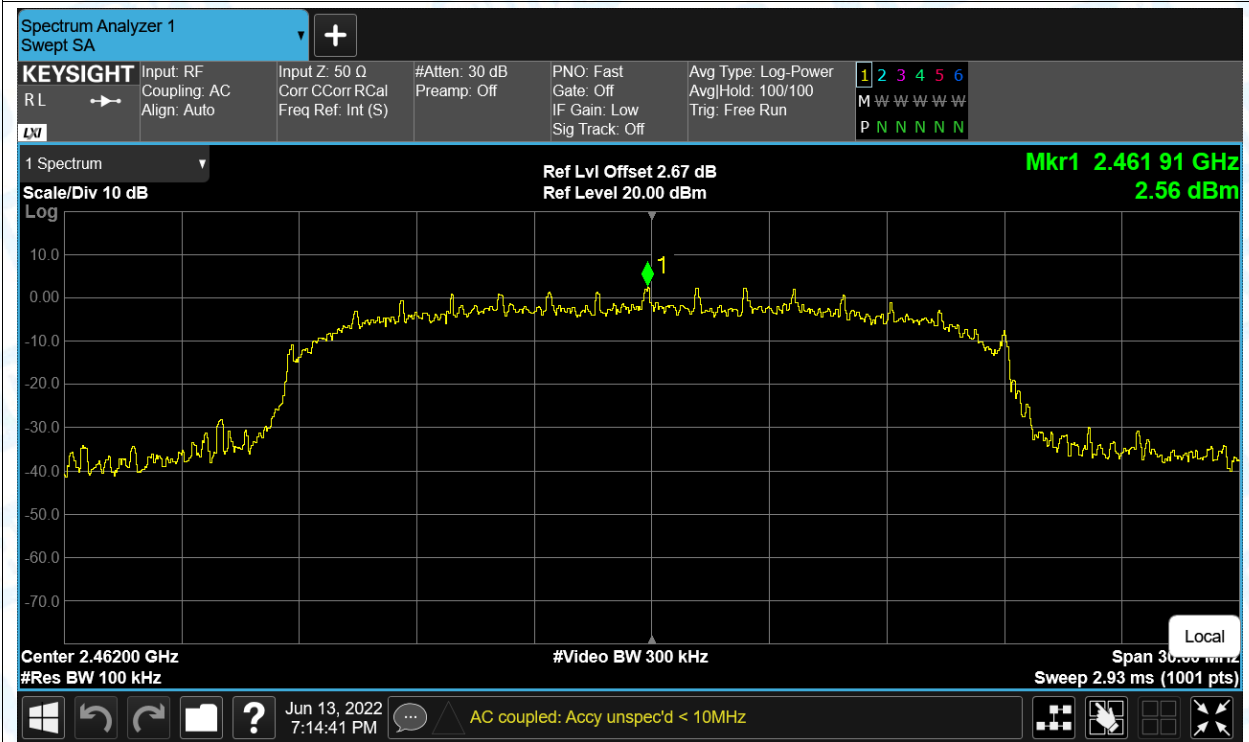 Spectrum Analyzer 1
Swept SA
+
KEYSIGHT
R L
LXI
Input: RF
Coupling: AC
Align: Auto
Input Z: 50 Ω
Corr CCorr RCal
Freq Ref: Int (S)
#Atten: 30 dB
Preamp: Off
PNO: Fast
Gate: Off
IF Gain: Low
Sig Track: Off
Avg Type: Log-Power
Avg|Hold: 100/100
Trig: Free Run
1 2 3 4 5 6
M W W W W W
P N N N N N
1 Spectrum
Scale/Div 10 dB
Ref Lvl Offset 2.67 dB
Ref Level 20.00 dBm
Mkr1 2.461 91 GHz
2.56 dBm
Log
10.0
0.00
-10.0
-20.0
-30.0
-40.0
-50.0
-60.0
-70.0
1
Local
Center 2.46200 GHz
#Res BW 100 kHz
#Video BW 300 kHz
Span 30.00 MHz
Sweep 2.93 ms (1001 pts)
?
Jun 13, 2022
7:14:41 PM
AC coupled: Accy unspec'd < 10MHz